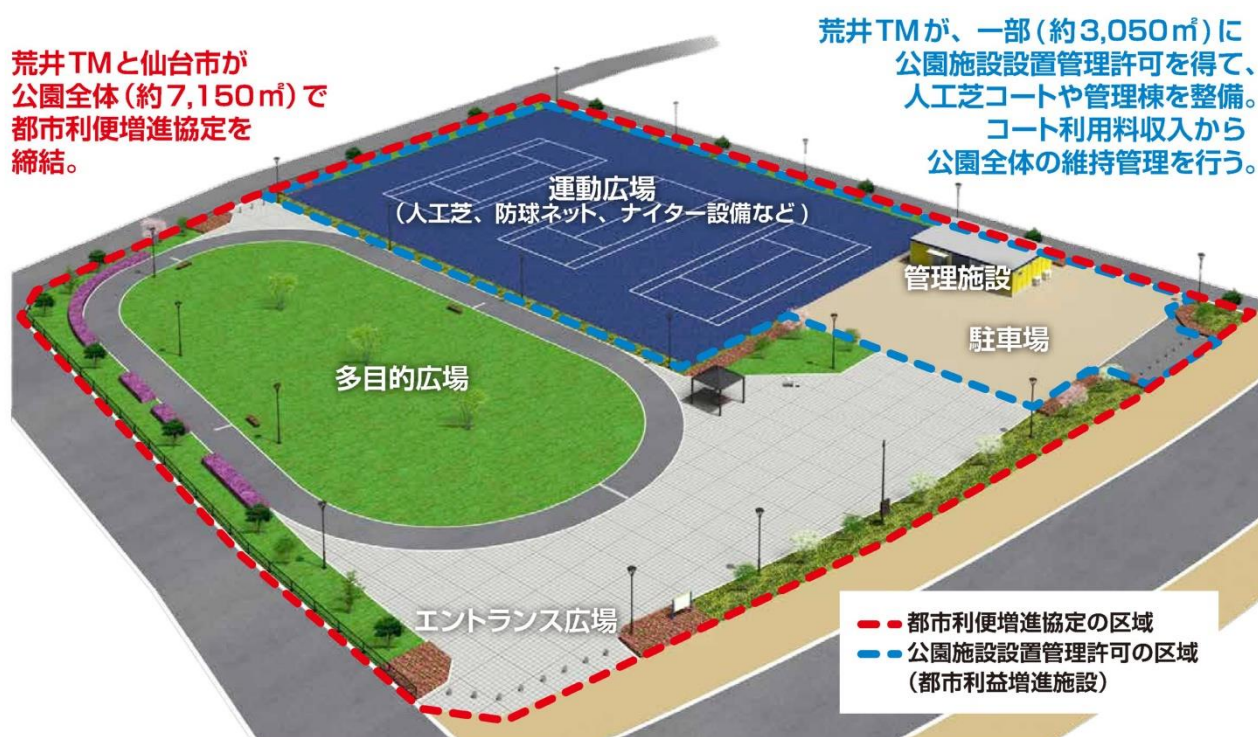 荒井TMと仙台市が
公園全体(約7,150㎡)で
都市利便増進協定を
締結。
荒井TMが、一部(約3,050㎡)に
公園施設設置管理許可を得て、
人工芝コートや管理棟を整備。
コート利用料収入から
公園全体の維持管理を行う。
運動広場
(人工芝、防球ネット、ナイター設備など)
管理施設
駐車場
多目的広場
エントランス広場
都市利便増進協定の区域
公園施設設置管理許可の区域
(都市利益増進施設)